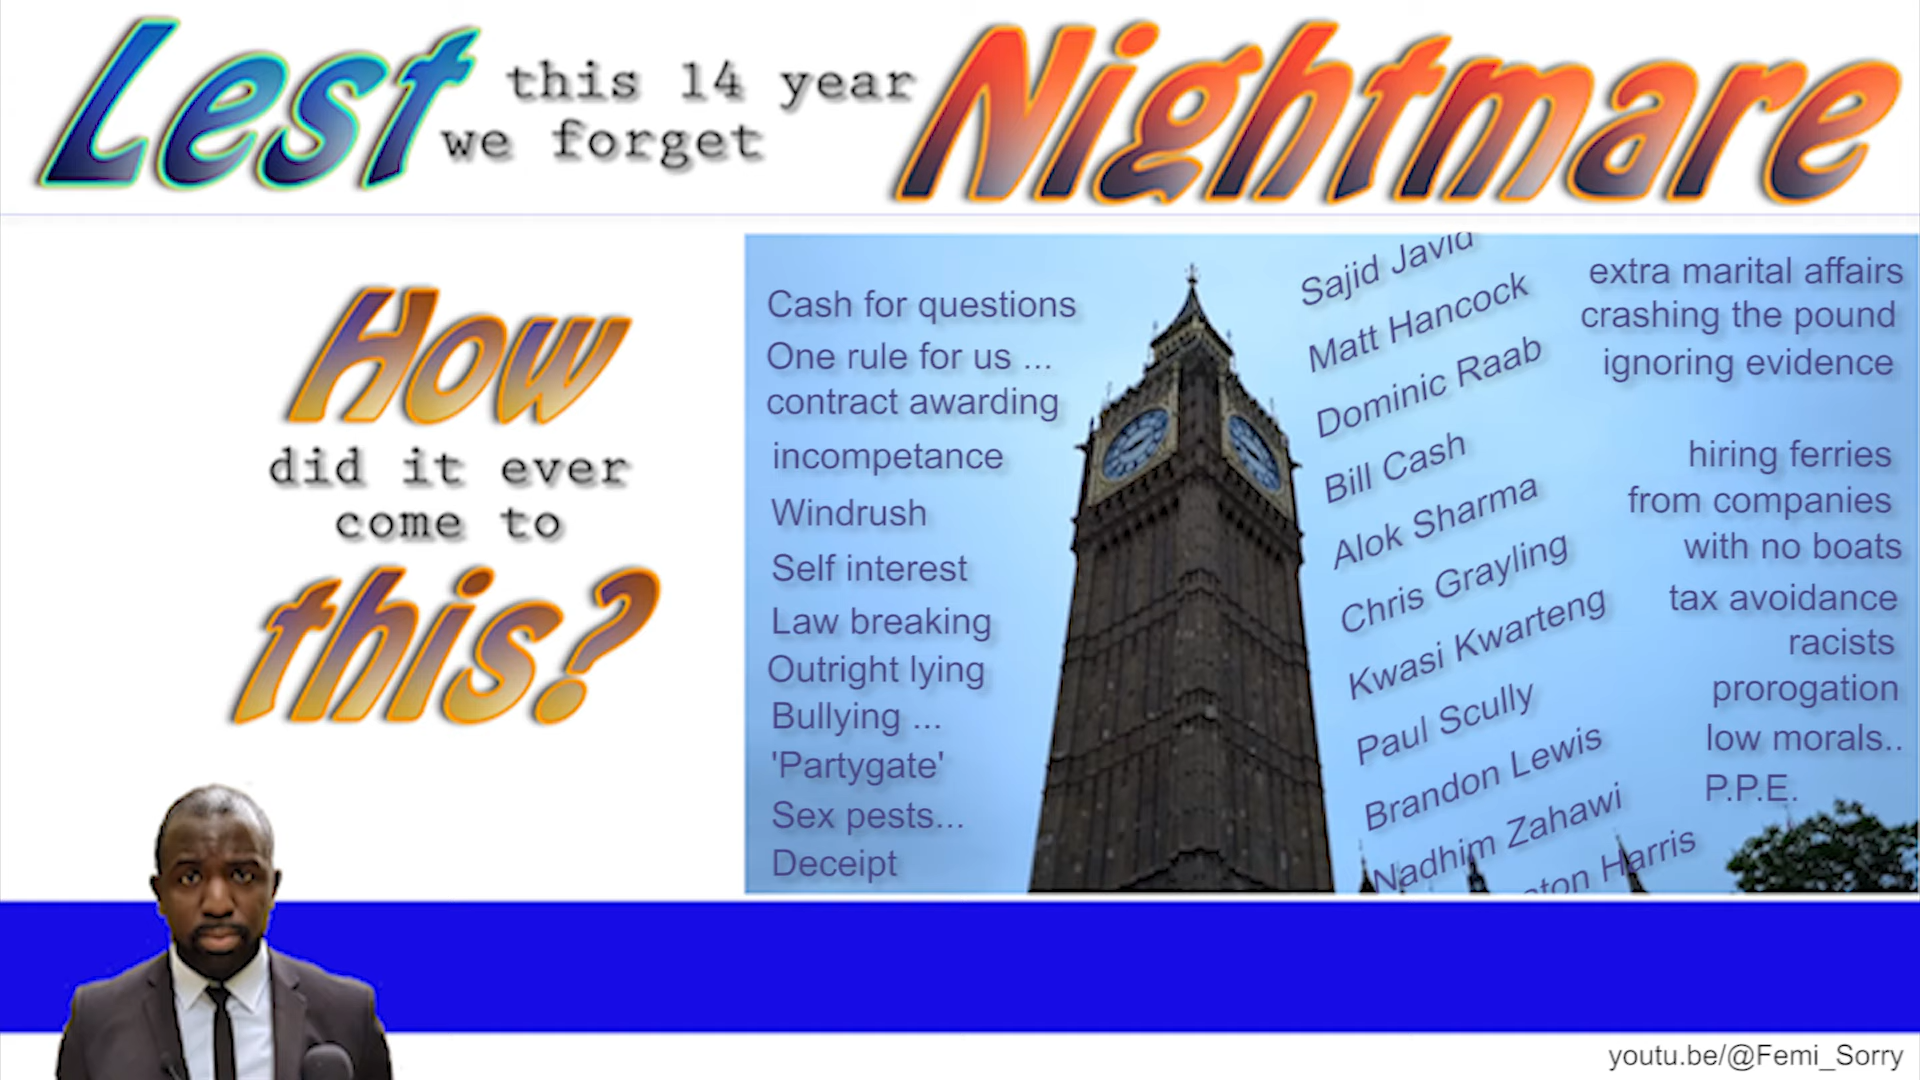 Lest this 14 year Nightmare
we forget
How
did it ever
come to
this?
Cash for questions
One rule for us ...
contract awarding
incompetance
Windrush
Self interest
Law breaking
Outright lying
Bullying ...
'Partygate'
Sex pests...
Deceipt
Sajid Javid
Matt Hancock
Dominic Raab
Bill Cash
Alok Sharma
Chris Grayling
Kwasi Kwarteng
Paul Scully
Brandon Lewis
Nadhim Zahawi
Harris
extra marital affairs
crashing the pound
ignoring evidence
hiring ferries
from companies
with no boats
tax avoidance
racists
prorogation
low morals..
P.P.E.
youtu.be/@Femi_Sorry